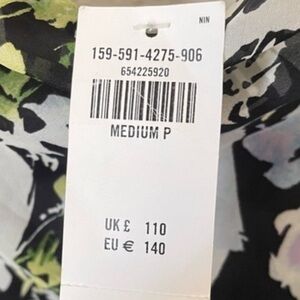 NIN
159-591-4275-906
654225920
MEDIUM P
UK £ 110
EU € 140